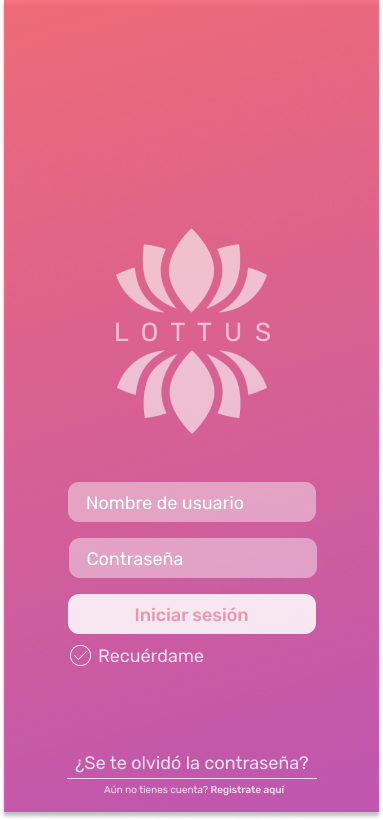 LOTTUS
Nombre de usuario
Contraseña
Iniciar sesión
Recuérdame
¿Se te olvidó la contraseña?
Aún no tienes cuenta? Registrate aquí